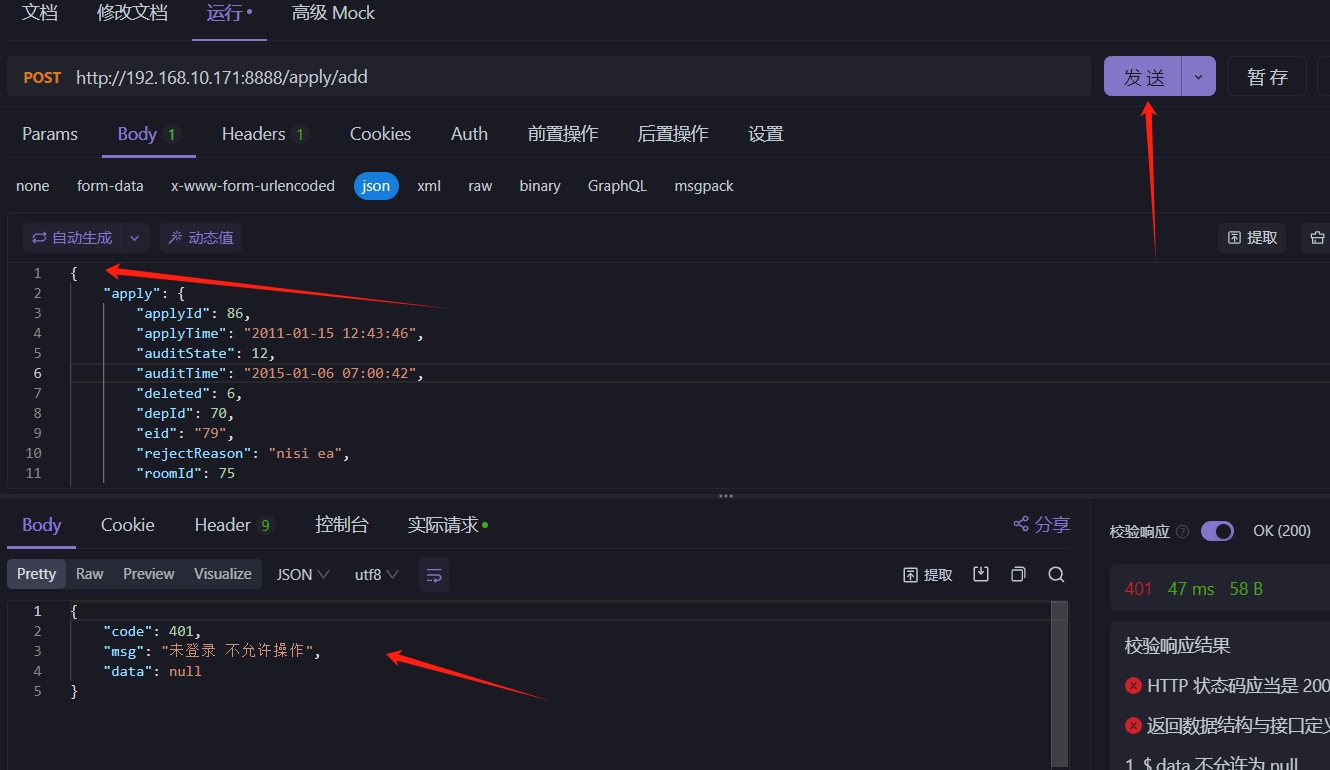 文档 修改文档 运行 高级 Mock
POST http://192.168.10.171:8888/apply/add 发送 暂存
Params Body 1 Headers 1 Cookies Auth 前置操作 后置操作 设置
none form-data x-www-form-urlencoded json xml raw binary GraphQL msgpack
自动生成 动态值 提取
1 {
2 "apply": {
3 "applyId": 86,
4 "applyTime": "2011-01-15 12:43:46",
5 "auditState": 12,
6 "auditTime": "2015-01-06 07:00:42",
7 "deleted": 6,
8 "depId": 70,
9 "eid": "79",
10 "rejectReason": "nisi ea",
11 "roomId": 75
Body Cookie Header 9 控制台 实际请求 分享
Pretty Raw Preview Visualize JSON utf8 提取
1 {
2 "code": 401,
3 "msg": "未登录 不允许操作",
4 "data": null
5 }
校验响应 OK (200)
401 47 ms 58 B
校验响应结果
HTTP 状态码应当是 200
返回数据结构与接口定义
1. $.data 不允许为 null